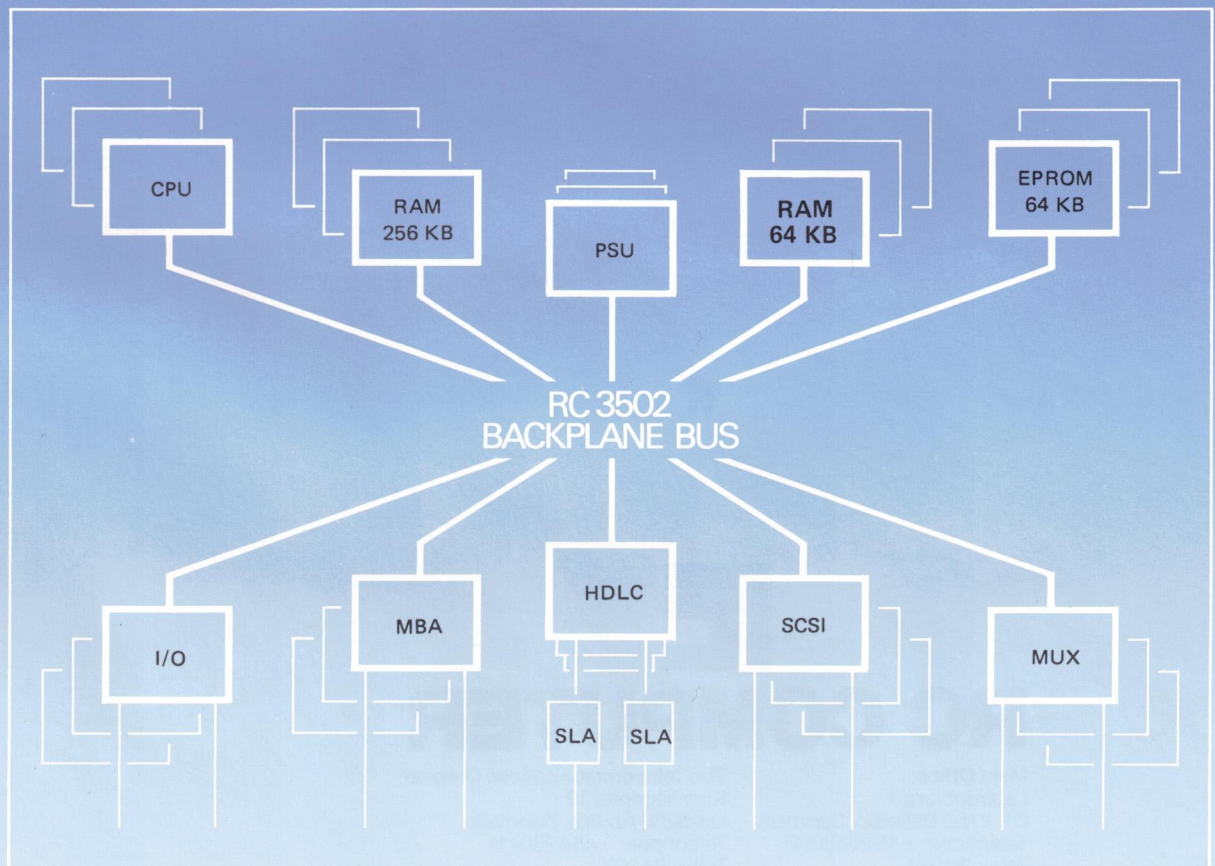 CPU
RAM
256 KB
PSU
RAM
64 KB
EPROM
64 KB
RC 3502
BACKPLANE BUS
I/O
MBA
HDLC
SCSI
MUX
SLA
SLA